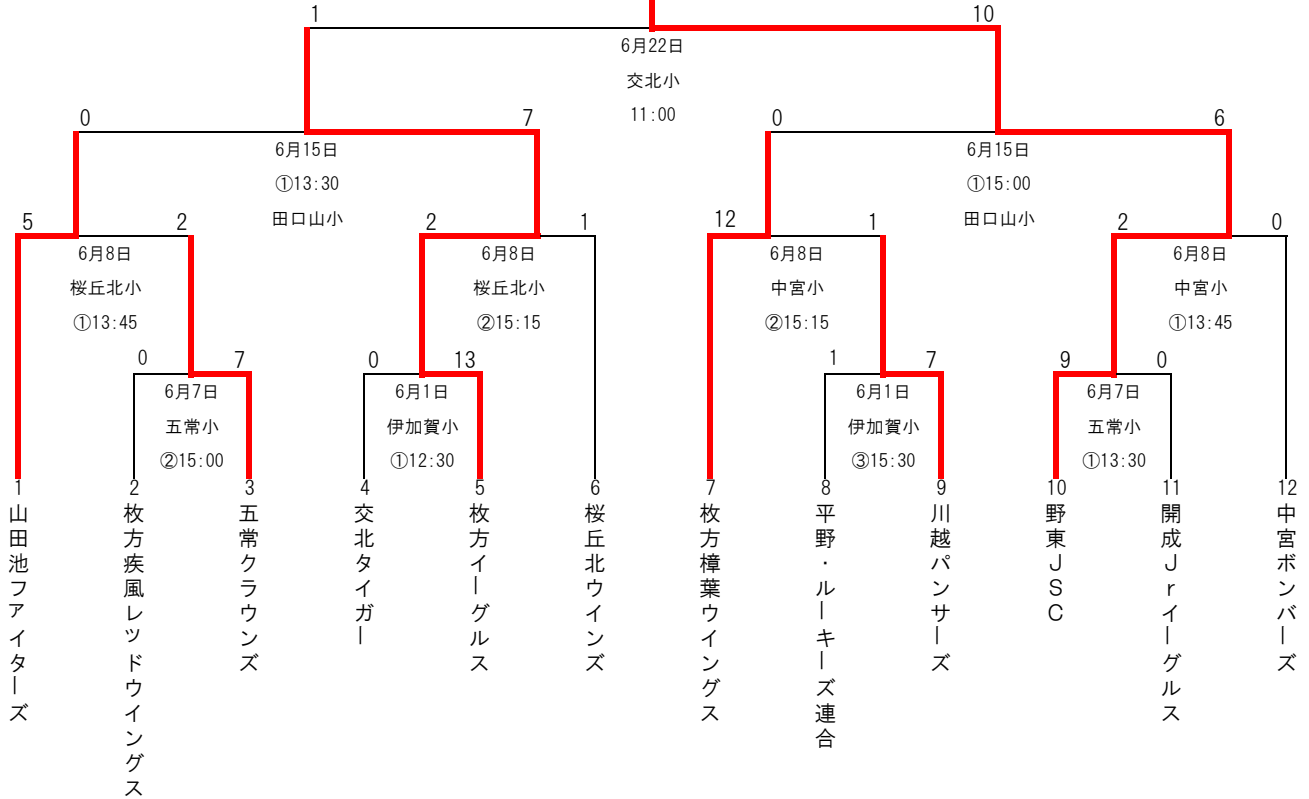 1 10
6月22日
交北小
11:00
0 7 0 6
6月15日 6月15日
①13:30 ①15:00
田口山小 田口山小
5 2 2 1 12 1 2 0
6月8日 6月8日 6月8日 6月8日
桜丘北小 桜丘北小 中宮小 中宮小
①13:45 ②15:15 ②15:15 ①13:45
0 7 0 13 1 7 9 0
6月7日 6月1日 6月1日 6月7日
五常小 伊加賀小 伊加賀小 五常小
②15:00 ①12:30 ③15:30 ①13:30
1 2 3 4 5 6 7 8 9 10 11 12
山田池ファイターズ
枚方疾風レッドウイングス
五常クラウンズ
交北タイガー
枚方イーグルス
桜丘北ウインズ
枚方樟葉ウイングス
平野・ルーキーズ連合
川越パンサーズ
野東JSC
開成Jrイーグルス
中宮ボンバーズ